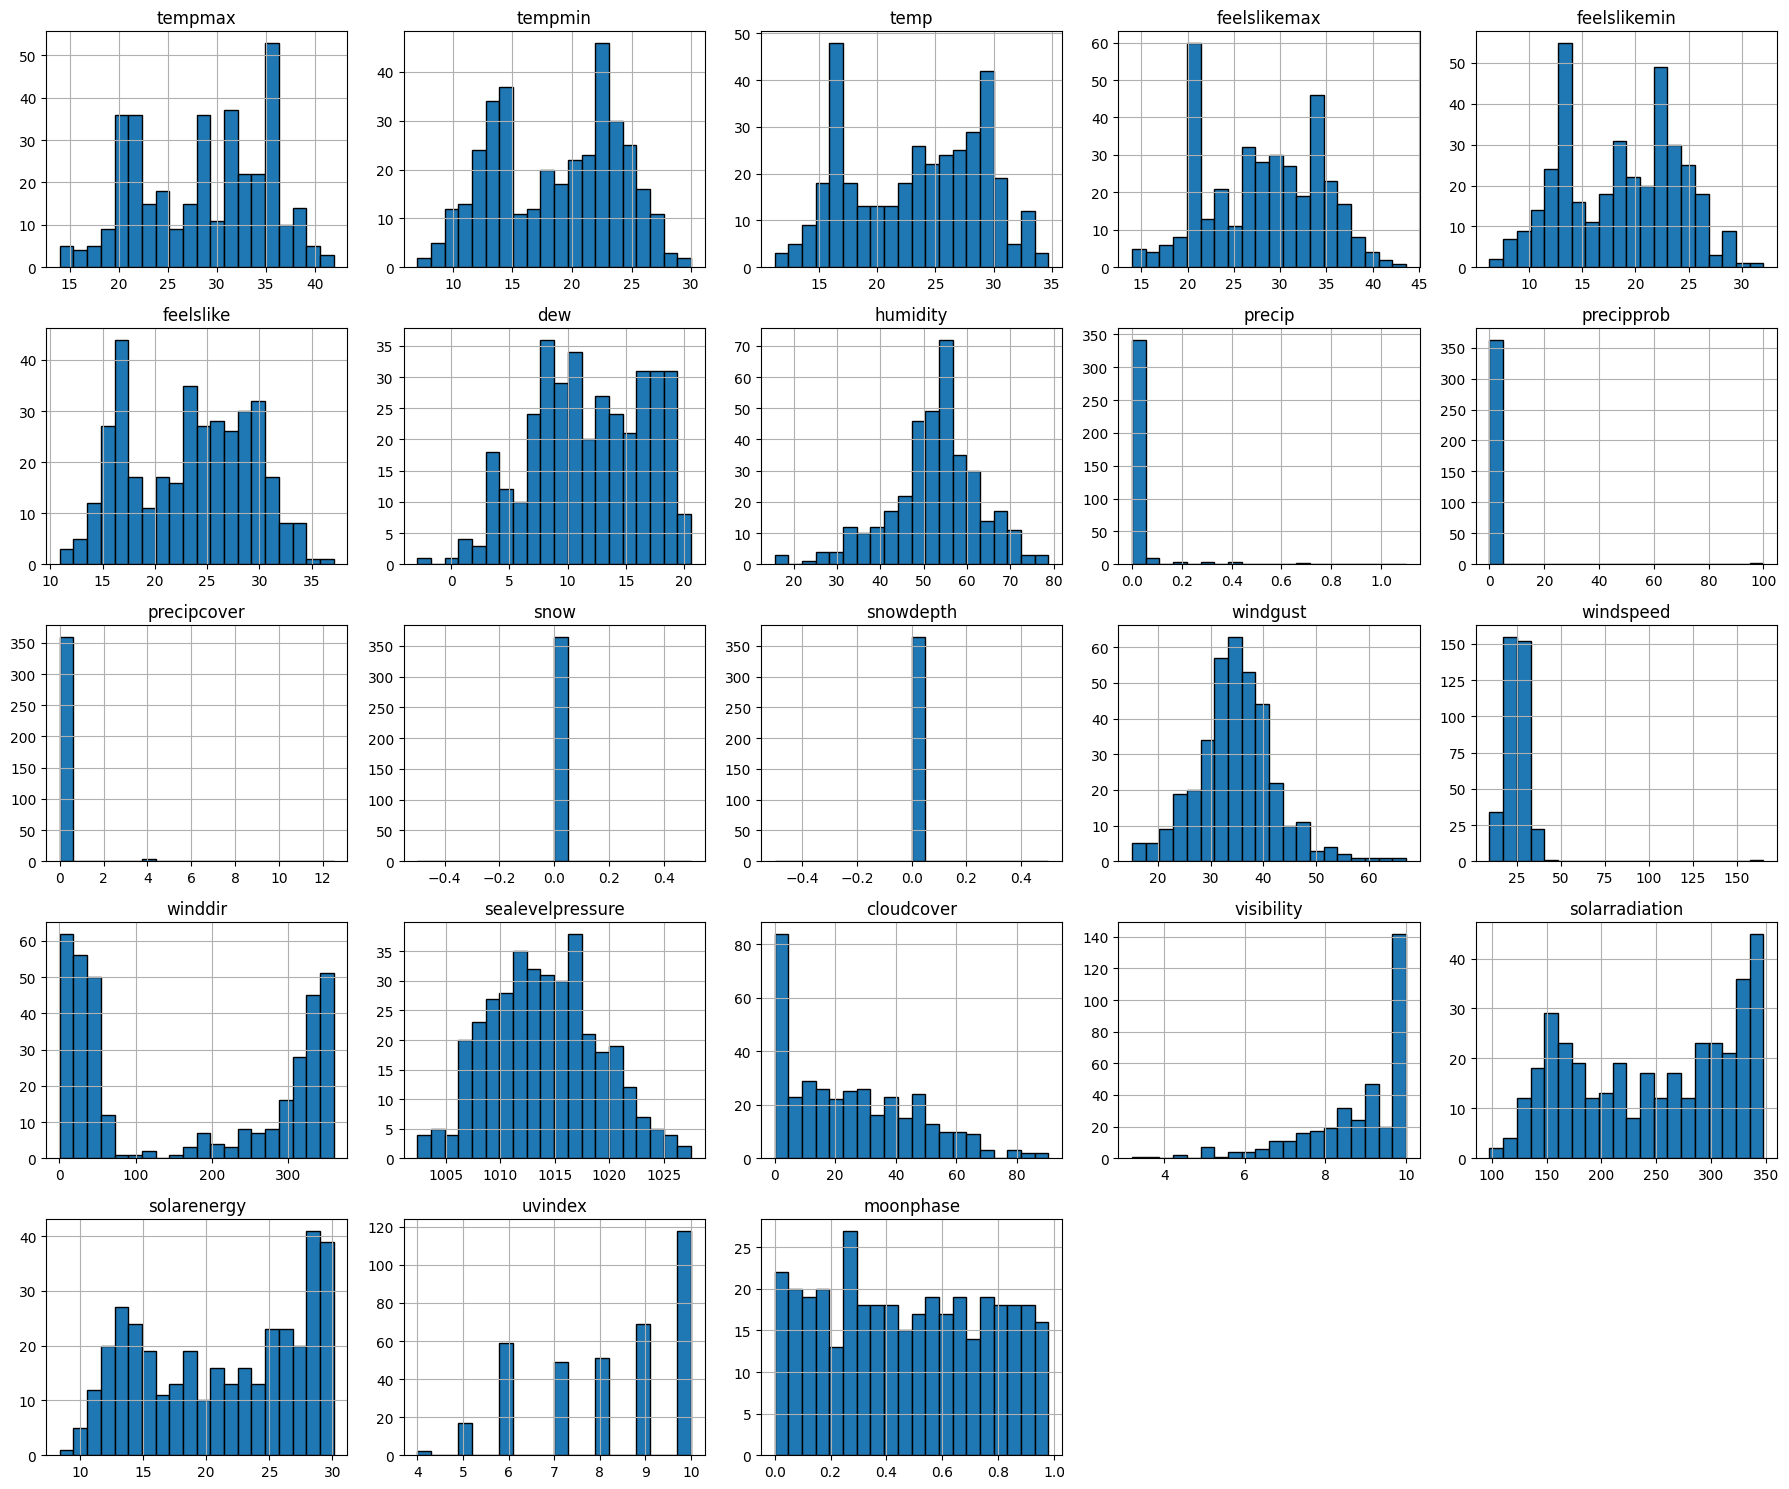 tempmax tempmin temp feelslikemax feelslikemin
50 40 30 20 10 0
40 30 20 10 0
50 40 30 20 10 0
60 50 40 30 20 10 0
50 40 30 20 10 0
15 20 25 30 35 40
10 15 20 25 30
15 20 25 30 35
15 20 25 30 35 40 45
10 15 20 25 30
feelslike dew humidity precip precipprob
40 30 20 10 0
35 30 25 20 15 10 5 0
70 60 50 40 30 20 10 0
350 300 250 200 150 100 50 0
350 300 250 200 150 100 50 0
10 15 20 25 30 35
0 5 10 15 20
20 30 40 50 60 70 80
0.0 0.2 0.4 0.6 0.8 1.0
0 20 40 60 80 100
precipcover snow snowdepth windgust windspeed
350 300 250 200 150 100 50 0
350 300 250 200 150 100 50 0
350 300 250 200 150 100 50 0
60 50 40 30 20 10 0
150 125 100 75 50 25 0
0 2 4 6 8 10 12
−0.4 −0.2 0.0 0.2 0.4
−0.4 −0.2 0.0 0.2 0.4
20 30 40 50 60
25 50 75 100 125 150
winddir sealevelpressure cloudcover visibility solarradiation
60 50 40 30 20 10 0
35 30 25 20 15 10 5 0
80 60 40 20 0
140 120 100 80 60 40 20 0
40 30 20 10 0
0 100 200 300
1005 1010 1015 1020 1025
0 20 40 60 80
4 6 8 10
100 150 200 250 300 350
solarenergy uvindex moonphase
40 30 20 10 0
120 100 80 60 40 20 0
25 20 15 10 5 0
10 15 20 25 30
4 5 6 7 8 9 10
0.0 0.2 0.4 0.6 0.8 1.0